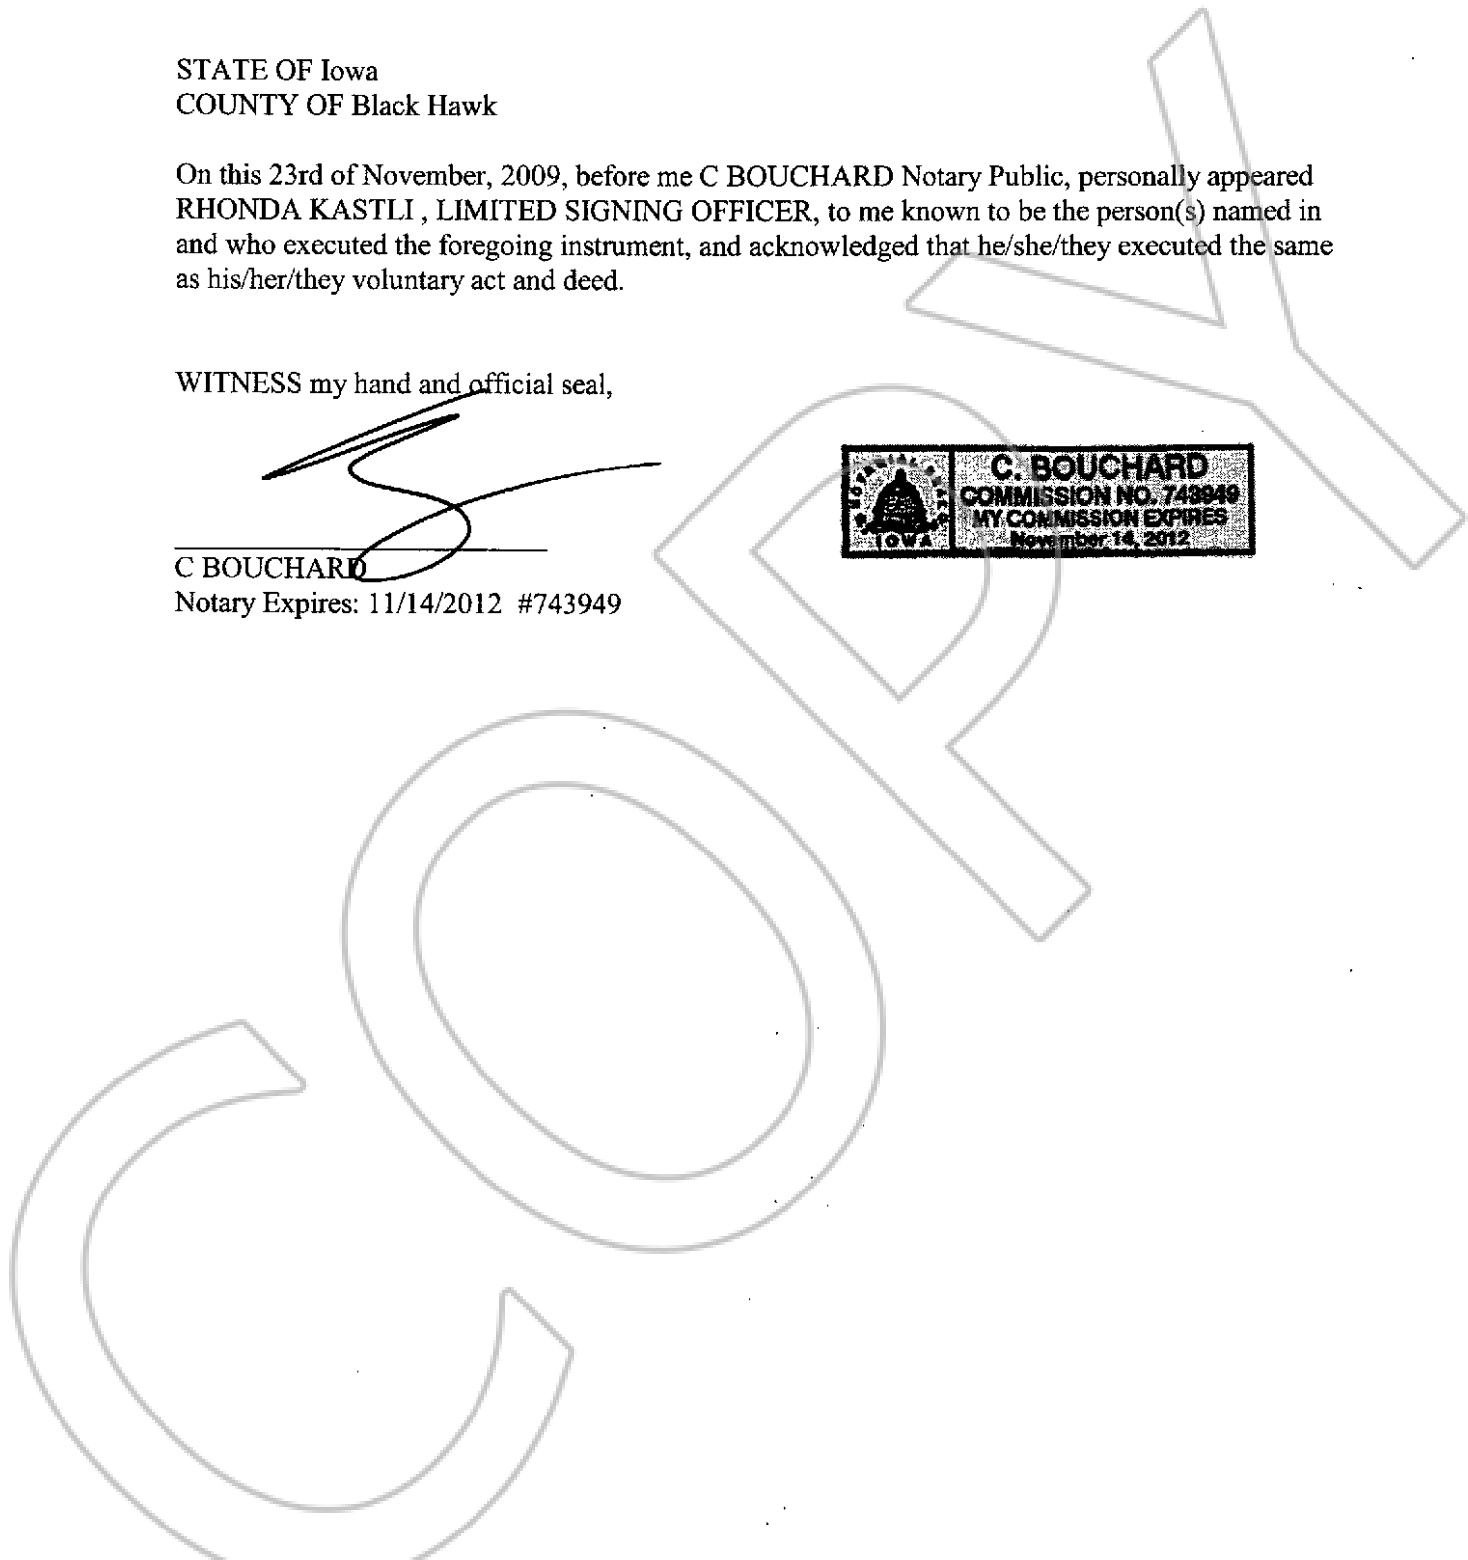 STATE OF Iowa
COUNTY OF Black Hawk
On this 23rd of November, 2009, before me C BOUCHARD Notary Public, personally appeared
RHONDA KASTLI , LIMITED SIGNING OFFICER, to me known to be the person(s) named in
and who executed the foregoing instrument, and acknowledged that he/she/they executed the same
as his/her/they voluntary act and deed.
WITNESS my hand and official seal,
C BOUCHARD
Notary Expires: 11/14/2012 #743949
NOTARIAL SEAL
IOWA
C. BOUCHARD
COMMISSION NO. 743949
MY COMMISSION EXPIRES
November 14, 2012
COPY